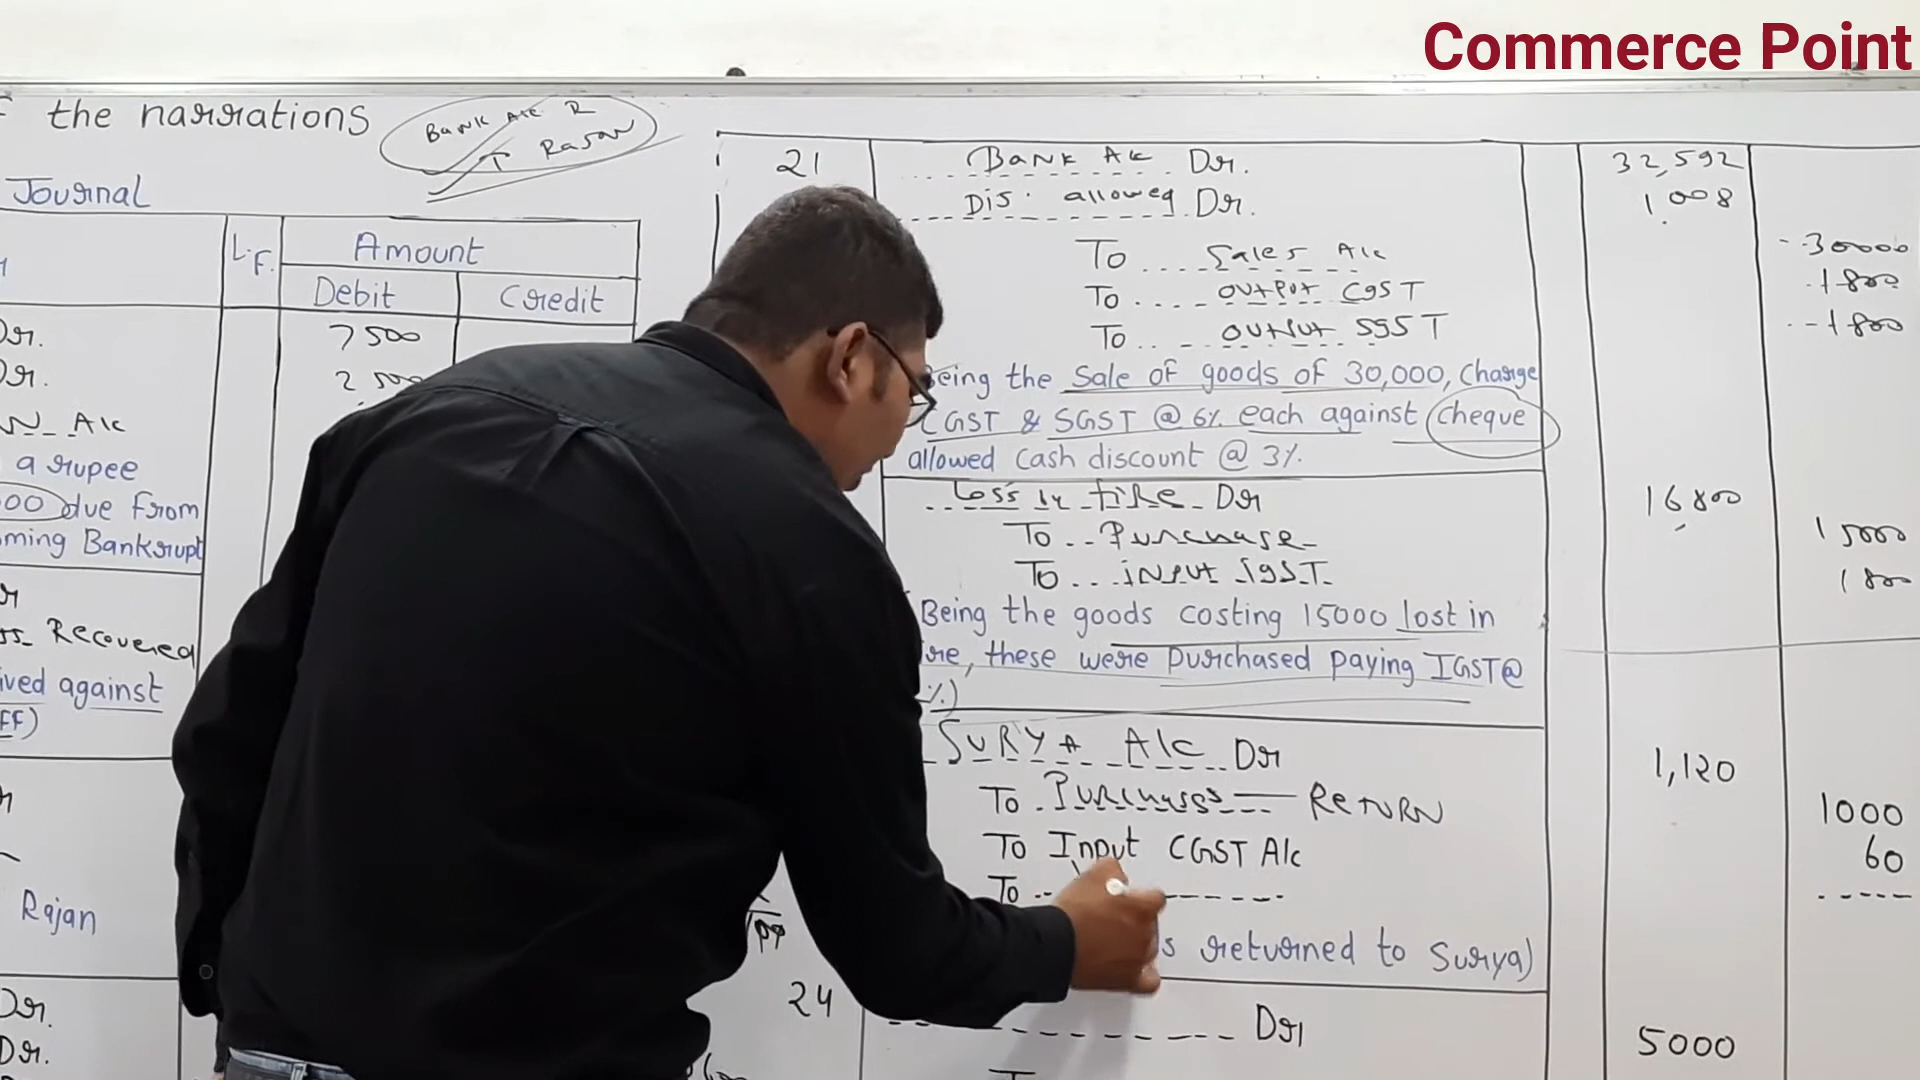 Commerce Point
the narrations
Bank A/c R
T Rajan
Journal
L.F. Amount
Debit Credit
Dr. 7500
Dr. 2500
N A/c
a rupee
due from
ming Bankrupt
Recovered
ived against
FF)
Rajan
Dr.
Dr.
21 Bank A/c Dr. 32,592
Dis. allowed Dr. 1,008
To Sales A/c 30000
To output CGST 1800
To output SGST 1800
Being the Sale of goods of 30,000, Charge
CGST & SGST @ 6% each against cheque
allowed Cash discount @ 3%.
Loss by fire Dr 16,800
To Purchase 15000
To input IGST 1800
Being the goods costing 15000 lost in
ire, these were purchased paying IGST@
%)
SURYA A/C Dr 1,120
To Purchases RETURN 1000
To Input CGST A/c 60
To
s returned to Surya)
24 Dr 5000